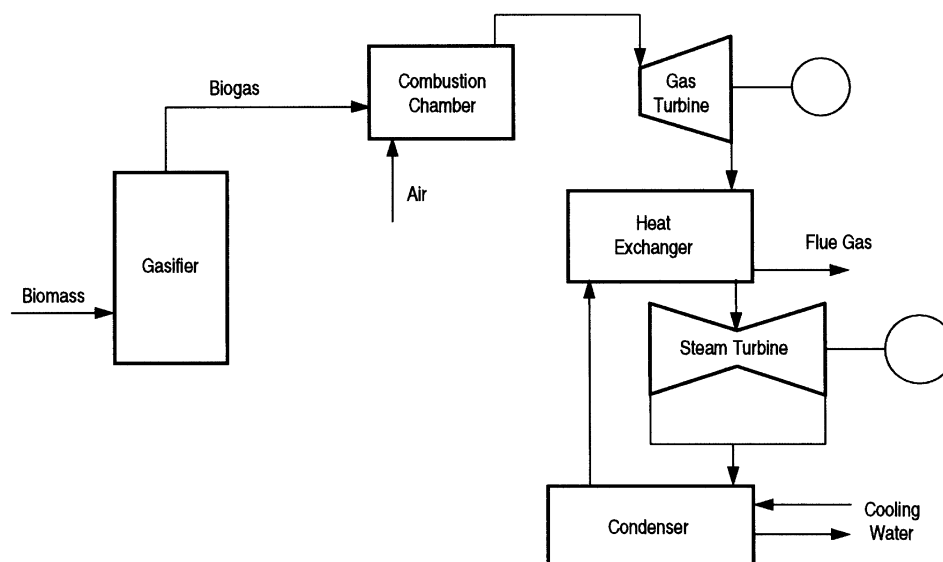 Biogas
Combustion
Chamber
Gas
Turbine
Air
Gasifier
Biomass
Heat
Exchanger
Flue Gas
Steam Turbine
Condenser
Cooling
Water